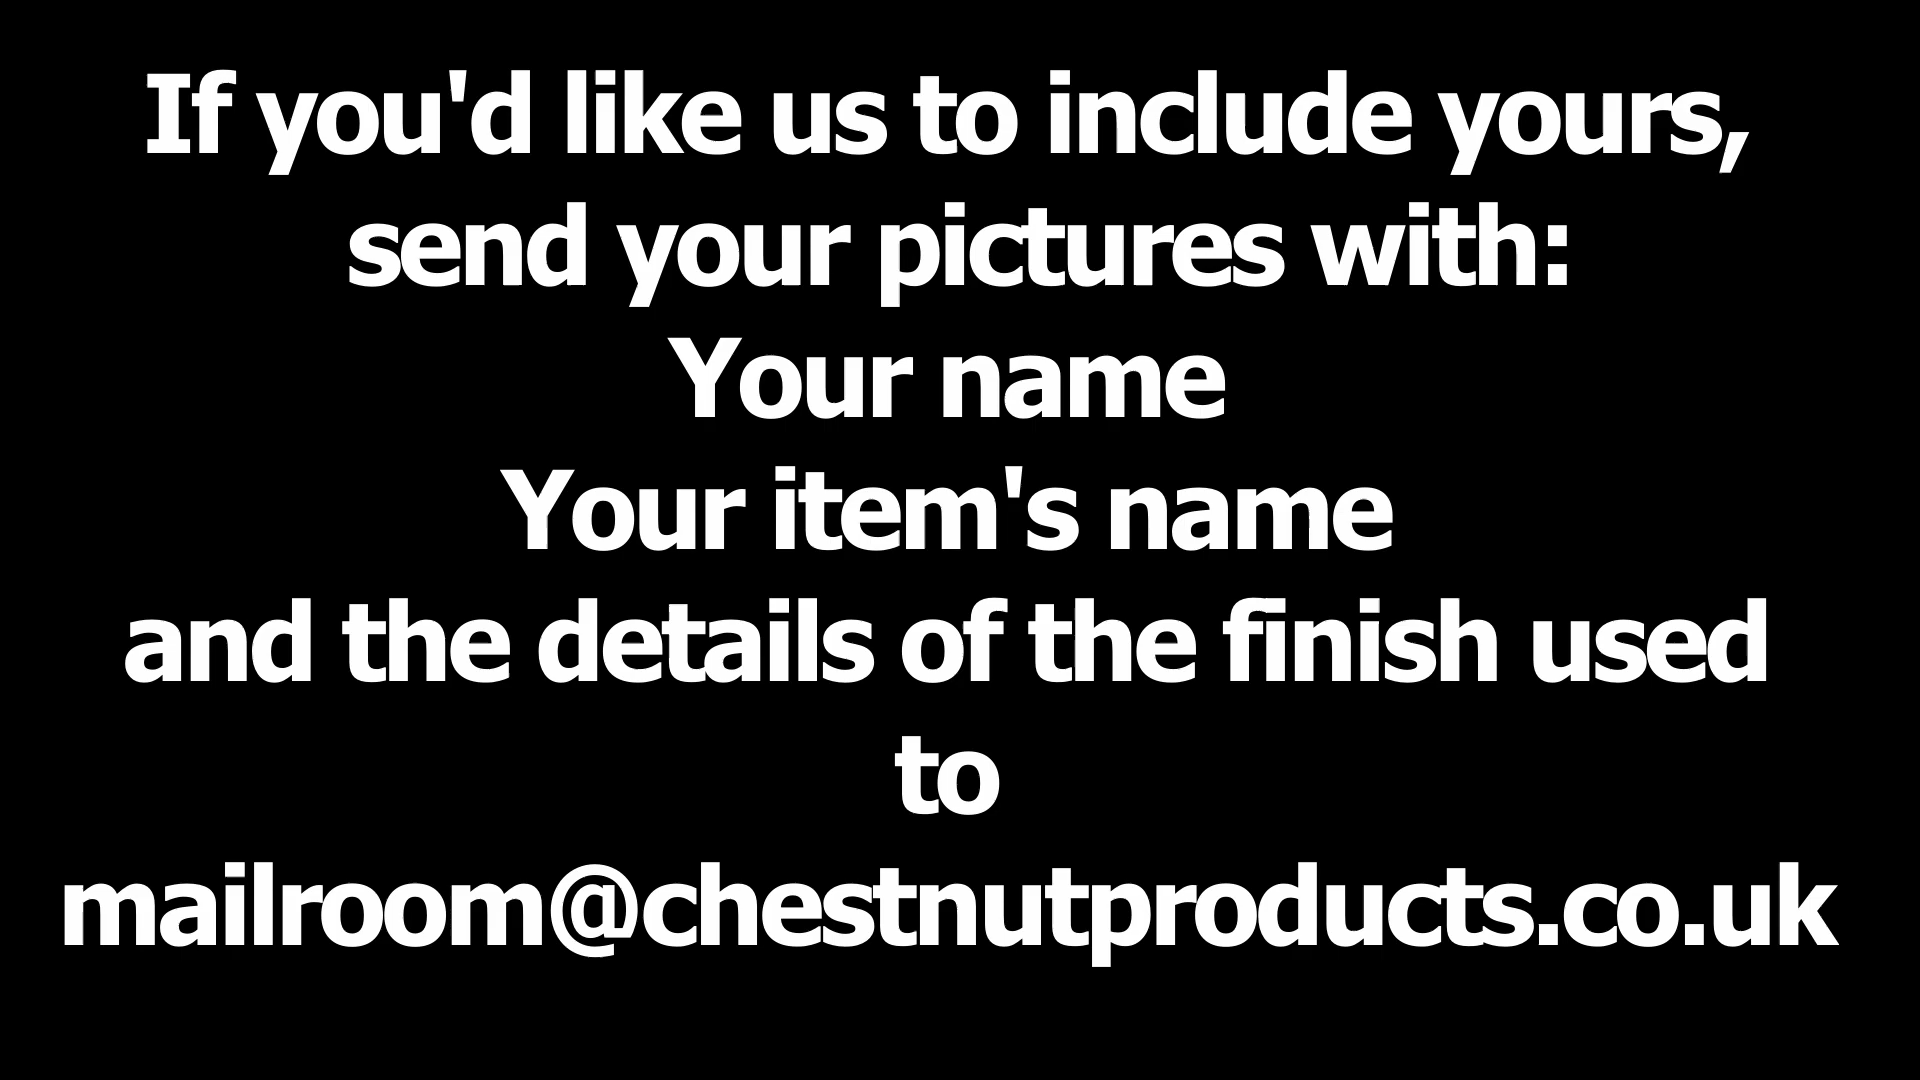 If you'd like us to include yours,
send your pictures with:
Your name
Your item's name
and the details of the finish used
to
mailroom@chestnutproducts.co.uk